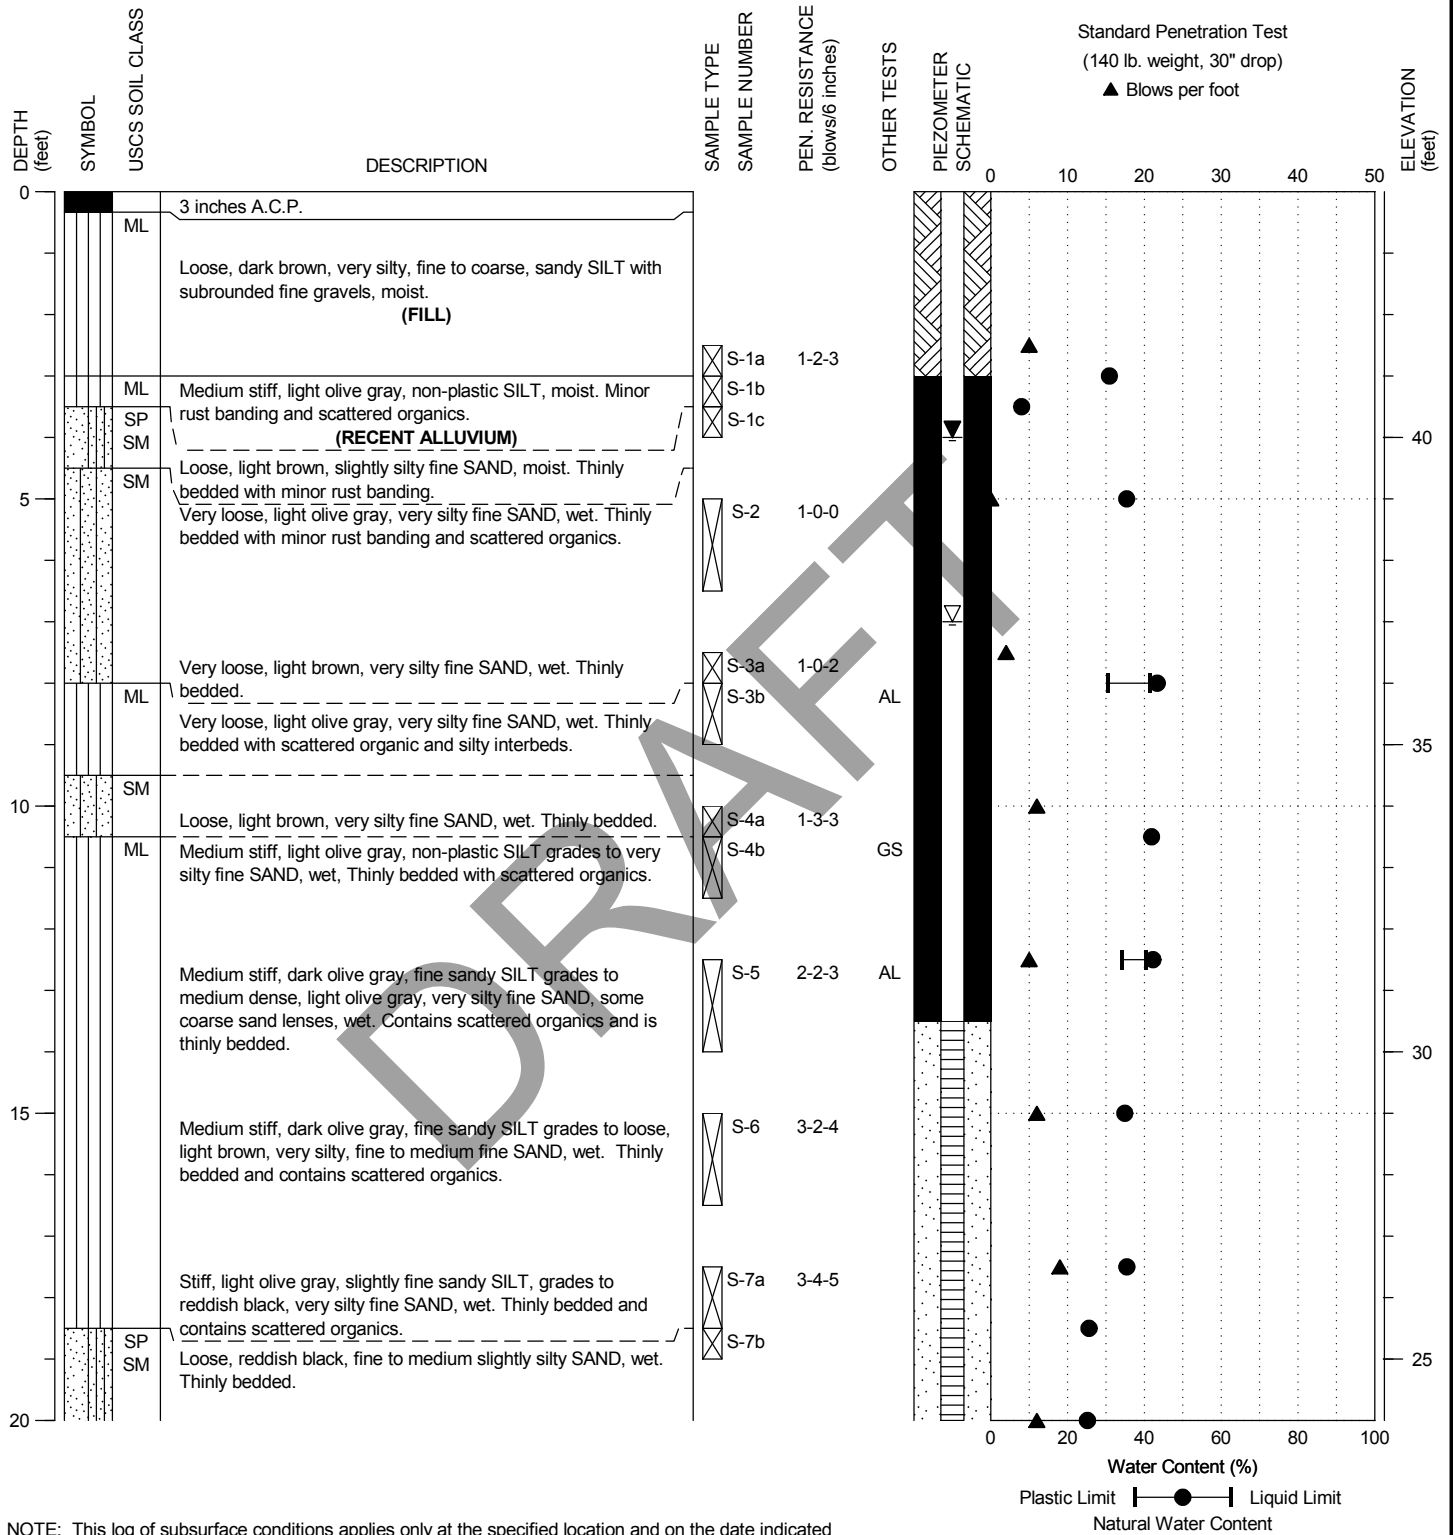 DEPTH
(feet)
SYMBOL
USCS SOIL CLASS
DESCRIPTION
SAMPLE TYPE
SAMPLE NUMBER
PEN. RESISTANCE
(blows/6 inches)
OTHER TESTS
PIEZOMETER
SCHEMATIC
Standard Penetration Test
(140 lb. weight, 30" drop)
▲ Blows per foot
ELEVATION
(feet)
0 10 20 30 40 50
0
3 inches A.C.P.
ML
Loose, dark brown, very silty, fine to coarse, sandy SILT with
subrounded fine gravels, moist.
(FILL)
S-1a 1-2-3
ML
Medium stiff, light olive gray, non-plastic SILT, moist. Minor
rust banding and scattered organics.
S-1b
SP
SM
S-1c
(RECENT ALLUVIUM)
40
Loose, light brown, slightly silty fine SAND, moist. Thinly
bedded with minor rust banding.
SM
5
Very loose, light olive gray, very silty fine SAND, wet. Thinly
bedded with minor rust banding and scattered organics.
S-2 1-0-0
Very loose, light brown, very silty fine SAND, wet. Thinly
bedded.
S-3a 1-0-2
ML
S-3b AL
Very loose, light olive gray, very silty fine SAND, wet. Thinly
bedded with scattered organic and silty interbeds.
35
SM
10
Loose, light brown, very silty fine SAND, wet. Thinly bedded.
S-4a 1-3-3
ML
Medium stiff, light olive gray, non-plastic SILT grades to very
silty fine SAND, wet, Thinly bedded with scattered organics.
S-4b GS
Medium stiff, dark olive gray, fine sandy SILT grades to
medium dense, light olive gray, very silty fine SAND, some
coarse sand lenses, wet. Contains scattered organics and is
thinly bedded.
S-5 2-2-3 AL
30
15
Medium stiff, dark olive gray, fine sandy SILT grades to loose,
light brown, very silty, fine to medium fine SAND, wet. Thinly
bedded and contains scattered organics.
S-6 3-2-4
Stiff, light olive gray, slightly fine sandy SILT, grades to
reddish black, very silty fine SAND, wet. Thinly bedded and
contains scattered organics.
S-7a 3-4-5
SP
SM
S-7b
Loose, reddish black, fine to medium slightly silty SAND, wet.
Thinly bedded.
25
20
0 20 40 60 80 100
Water Content (%)
Plastic Limit Liquid Limit
Natural Water Content
NOTE: This log of subsurface conditions applies only at the specified location and on the date indicated
DRAFT